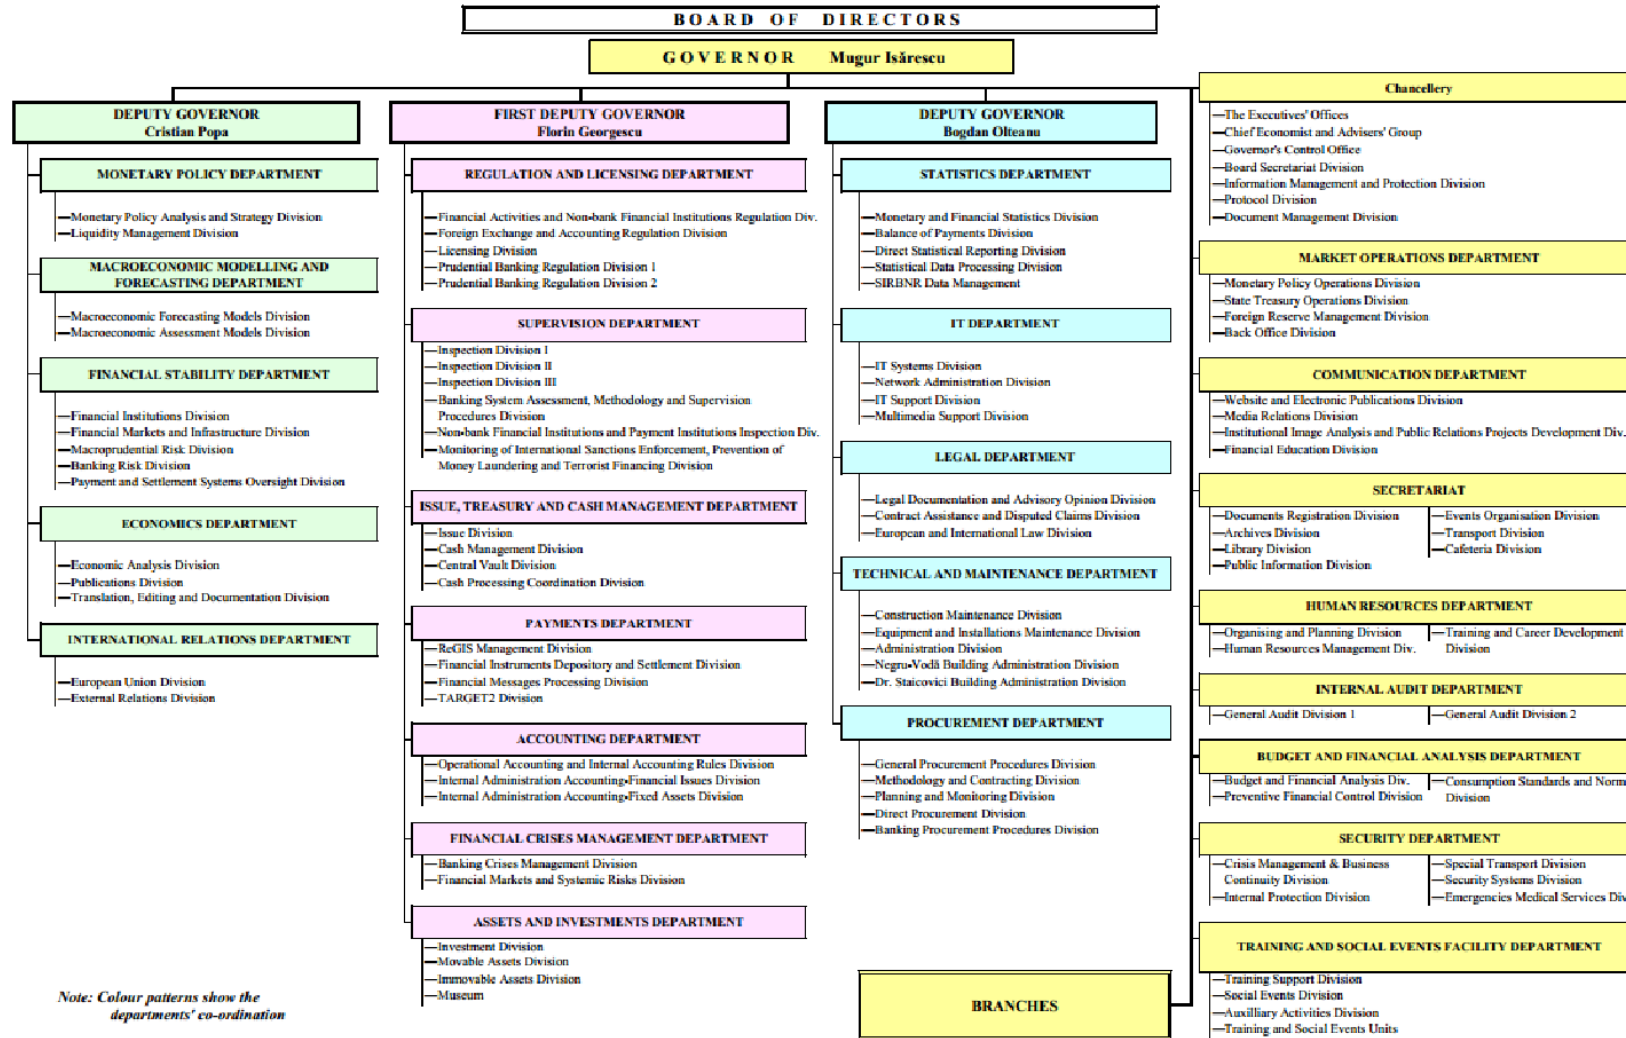 BOARD OF DIRECTORS
GOVERNOR Mugur Isărescu
DEPUTY GOVERNOR
Cristian Popa
MONETARY POLICY DEPARTMENT
Monetary Policy Analysis and Strategy Division
Liquidity Management Division
MACROECONOMIC MODELLING AND
FORECASTING DEPARTMENT
Macroeconomic Forecasting Models Division
Macroeconomic Assessment Models Division
FINANCIAL STABILITY DEPARTMENT
Financial Institutions Division
Financial Markets and Infrastructure Division
Macroprudential Risk Division
Banking Risk Division
Payment and Settlement Systems Oversight Division
ECONOMICS DEPARTMENT
Economic Analysis Division
Publications Division
Translation, Editing and Documentation Division
INTERNATIONAL RELATIONS DEPARTMENT
European Union Division
External Relations Division
FIRST DEPUTY GOVERNOR
Florin Georgescu
REGULATION AND LICENSING DEPARTMENT
Financial Activities and Non-bank Financial Institutions Regulation Div.
Foreign Exchange and Accounting Regulation Division
Licensing Division
Prudential Banking Regulation Division 1
Prudential Banking Regulation Division 2
SUPERVISION DEPARTMENT
Inspection Division I
Inspection Division II
Inspection Division III
Banking System Assessment, Methodology and Supervision
Procedures Division
Non-bank Financial Institutions and Payment Institutions Inspection Div.
Monitoring of International Sanctions Enforcement, Prevention of
Money Laundering and Terrorist Financing Division
ISSUE, TREASURY AND CASH MANAGEMENT DEPARTMENT
Issue Division
Cash Management Division
Central Vault Division
Cash Processing Coordination Division
PAYMENTS DEPARTMENT
ReGIS Management Division
Financial Instruments Depository and Settlement Division
Financial Messages Processing Division
TARGET2 Division
ACCOUNTING DEPARTMENT
Operational Accounting and Internal Accounting Rules Division
Internal Administration Accounting-Financial Issues Division
Internal Administration Accounting-Fixed Assets Division
FINANCIAL CRISES MANAGEMENT DEPARTMENT
Banking Crises Management Division
Financial Markets and Systemic Risks Division
ASSETS AND INVESTMENTS DEPARTMENT
Investment Division
Movable Assets Division
Immovable Assets Division
Museum
DEPUTY GOVERNOR
Bogdan Olteanu
STATISTICS DEPARTMENT
Monetary and Financial Statistics Division
Balance of Payments Division
Direct Statistical Reporting Division
Statistical Data Processing Division
SIRBNR Data Management
IT DEPARTMENT
IT Systems Division
Network Administration Division
IT Support Division
Multimedia Support Division
LEGAL DEPARTMENT
Legal Documentation and Advisory Opinion Division
Contract Assistance and Disputed Claims Division
European and International Law Division
TECHNICAL AND MAINTENANCE DEPARTMENT
Construction Maintenance Division
Equipment and Installations Maintenance Division
Administration Division
Negru-Vodă Building Administration Division
Dr. Staicovici Building Administration Division
PROCUREMENT DEPARTMENT
General Procurement Procedures Division
Methodology and Contracting Division
Planning and Monitoring Division
Direct Procurement Division
Banking Procurement Procedures Division
Chancellery
The Executives' Offices
Chief Economist and Advisers' Group
Governor's Control Office
Board Secretariat Division
Information Management and Protection Division
Protocol Division
Document Management Division
MARKET OPERATIONS DEPARTMENT
Monetary Policy Operations Division
State Treasury Operations Division
Foreign Reserve Management Division
Back Office Division
COMMUNICATION DEPARTMENT
Website and Electronic Publications Division
Media Relations Division
Institutional Image Analysis and Public Relations Projects Development Div.
Financial Education Division
SECRETARIAT
Documents Registration Division
Archives Division
Library Division
Public Information Division
Events Organisation Division
Transport Division
Cafeteria Division
HUMAN RESOURCES DEPARTMENT
Organising and Planning Division
Human Resources Management Div.
Training and Career Development
Division
INTERNAL AUDIT DEPARTMENT
General Audit Division 1
General Audit Division 2
BUDGET AND FINANCIAL ANALYSIS DEPARTMENT
Budget and Financial Analysis Div.
Preventive Financial Control Division
Consumption Standards and Norm
Division
SECURITY DEPARTMENT
Crisis Management & Business
Continuity Division
Internal Protection Division
Special Transport Division
Security Systems Division
Emergencies Medical Services Div
TRAINING AND SOCIAL EVENTS FACILITY DEPARTMENT
Training Support Division
Social Events Division
Auxilliary Activities Division
Training and Social Events Units
BRANCHES
Note: Colour patterns show the
departments' co-ordination